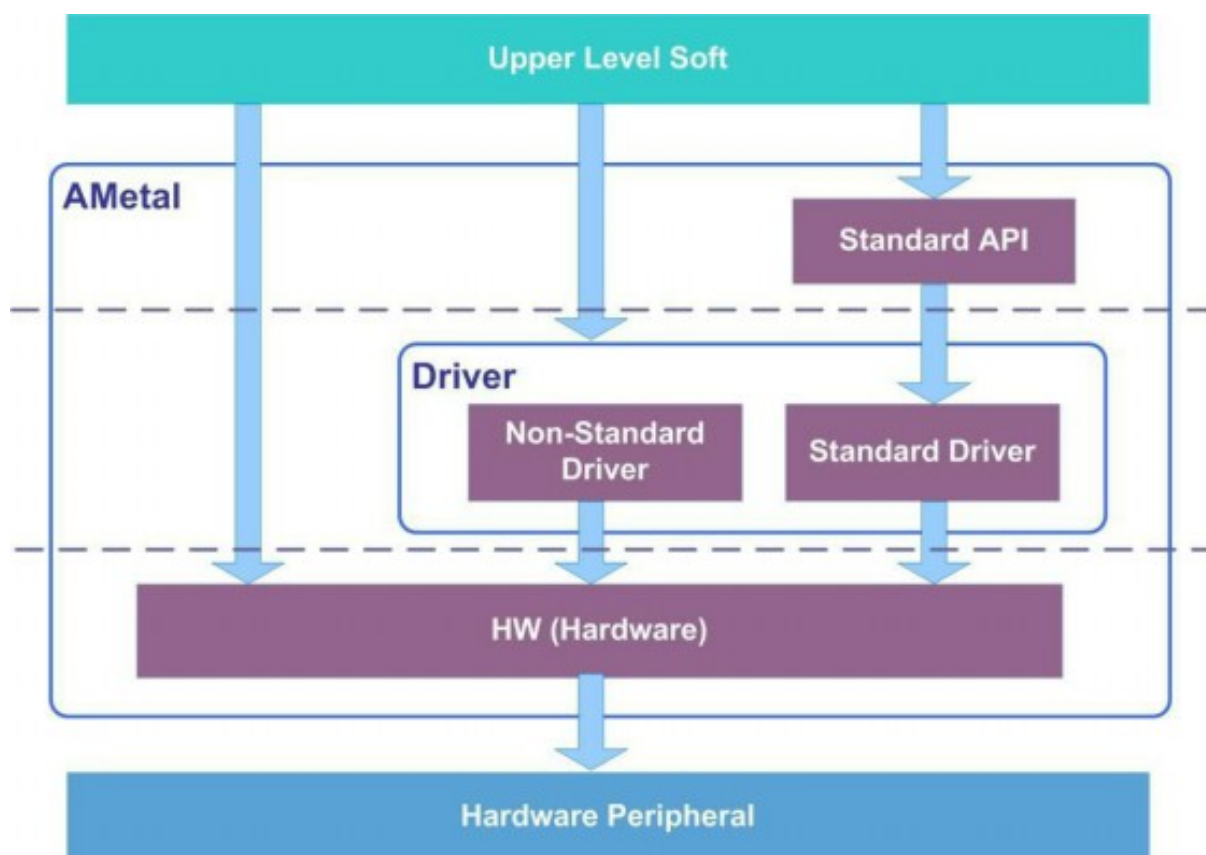 Upper Level Soft
AMetal
Standard API
Driver
Non-Standard
Driver
Standard Driver
HW (Hardware)
Hardware Peripheral